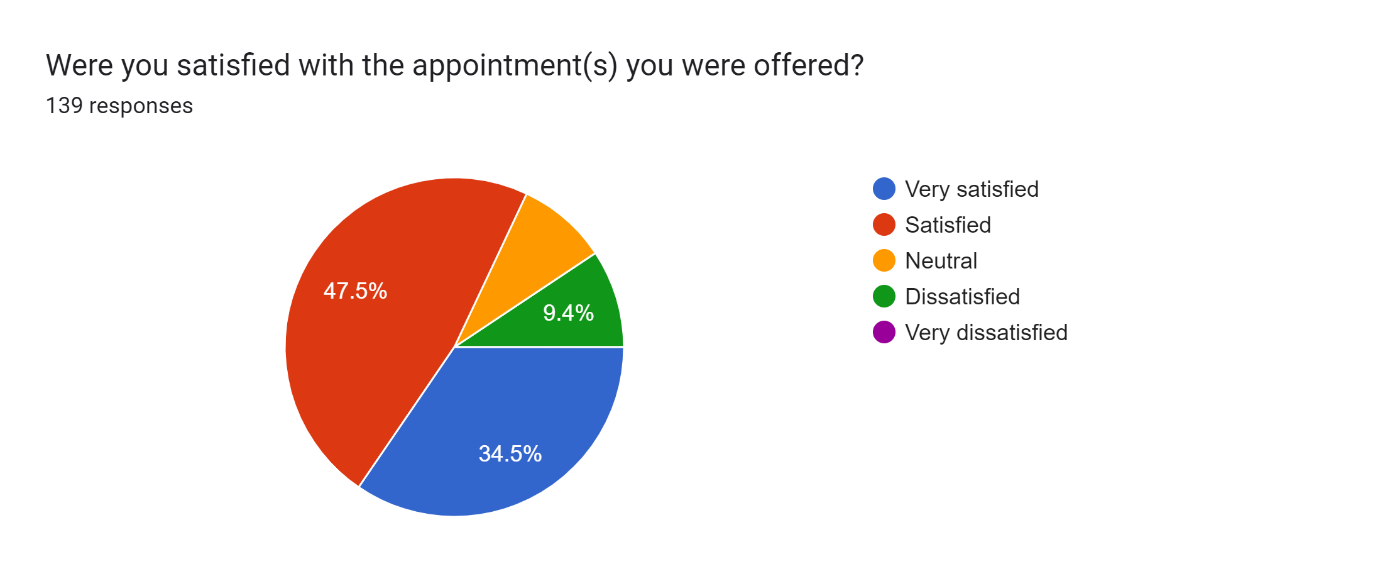 Were you satisfied with the appointment(s) you were offered?
139 responses
Very satisfied
Satisfied
Neutral
Dissatisfied
Very dissatisfied
47.5%
9.4%
34.5%